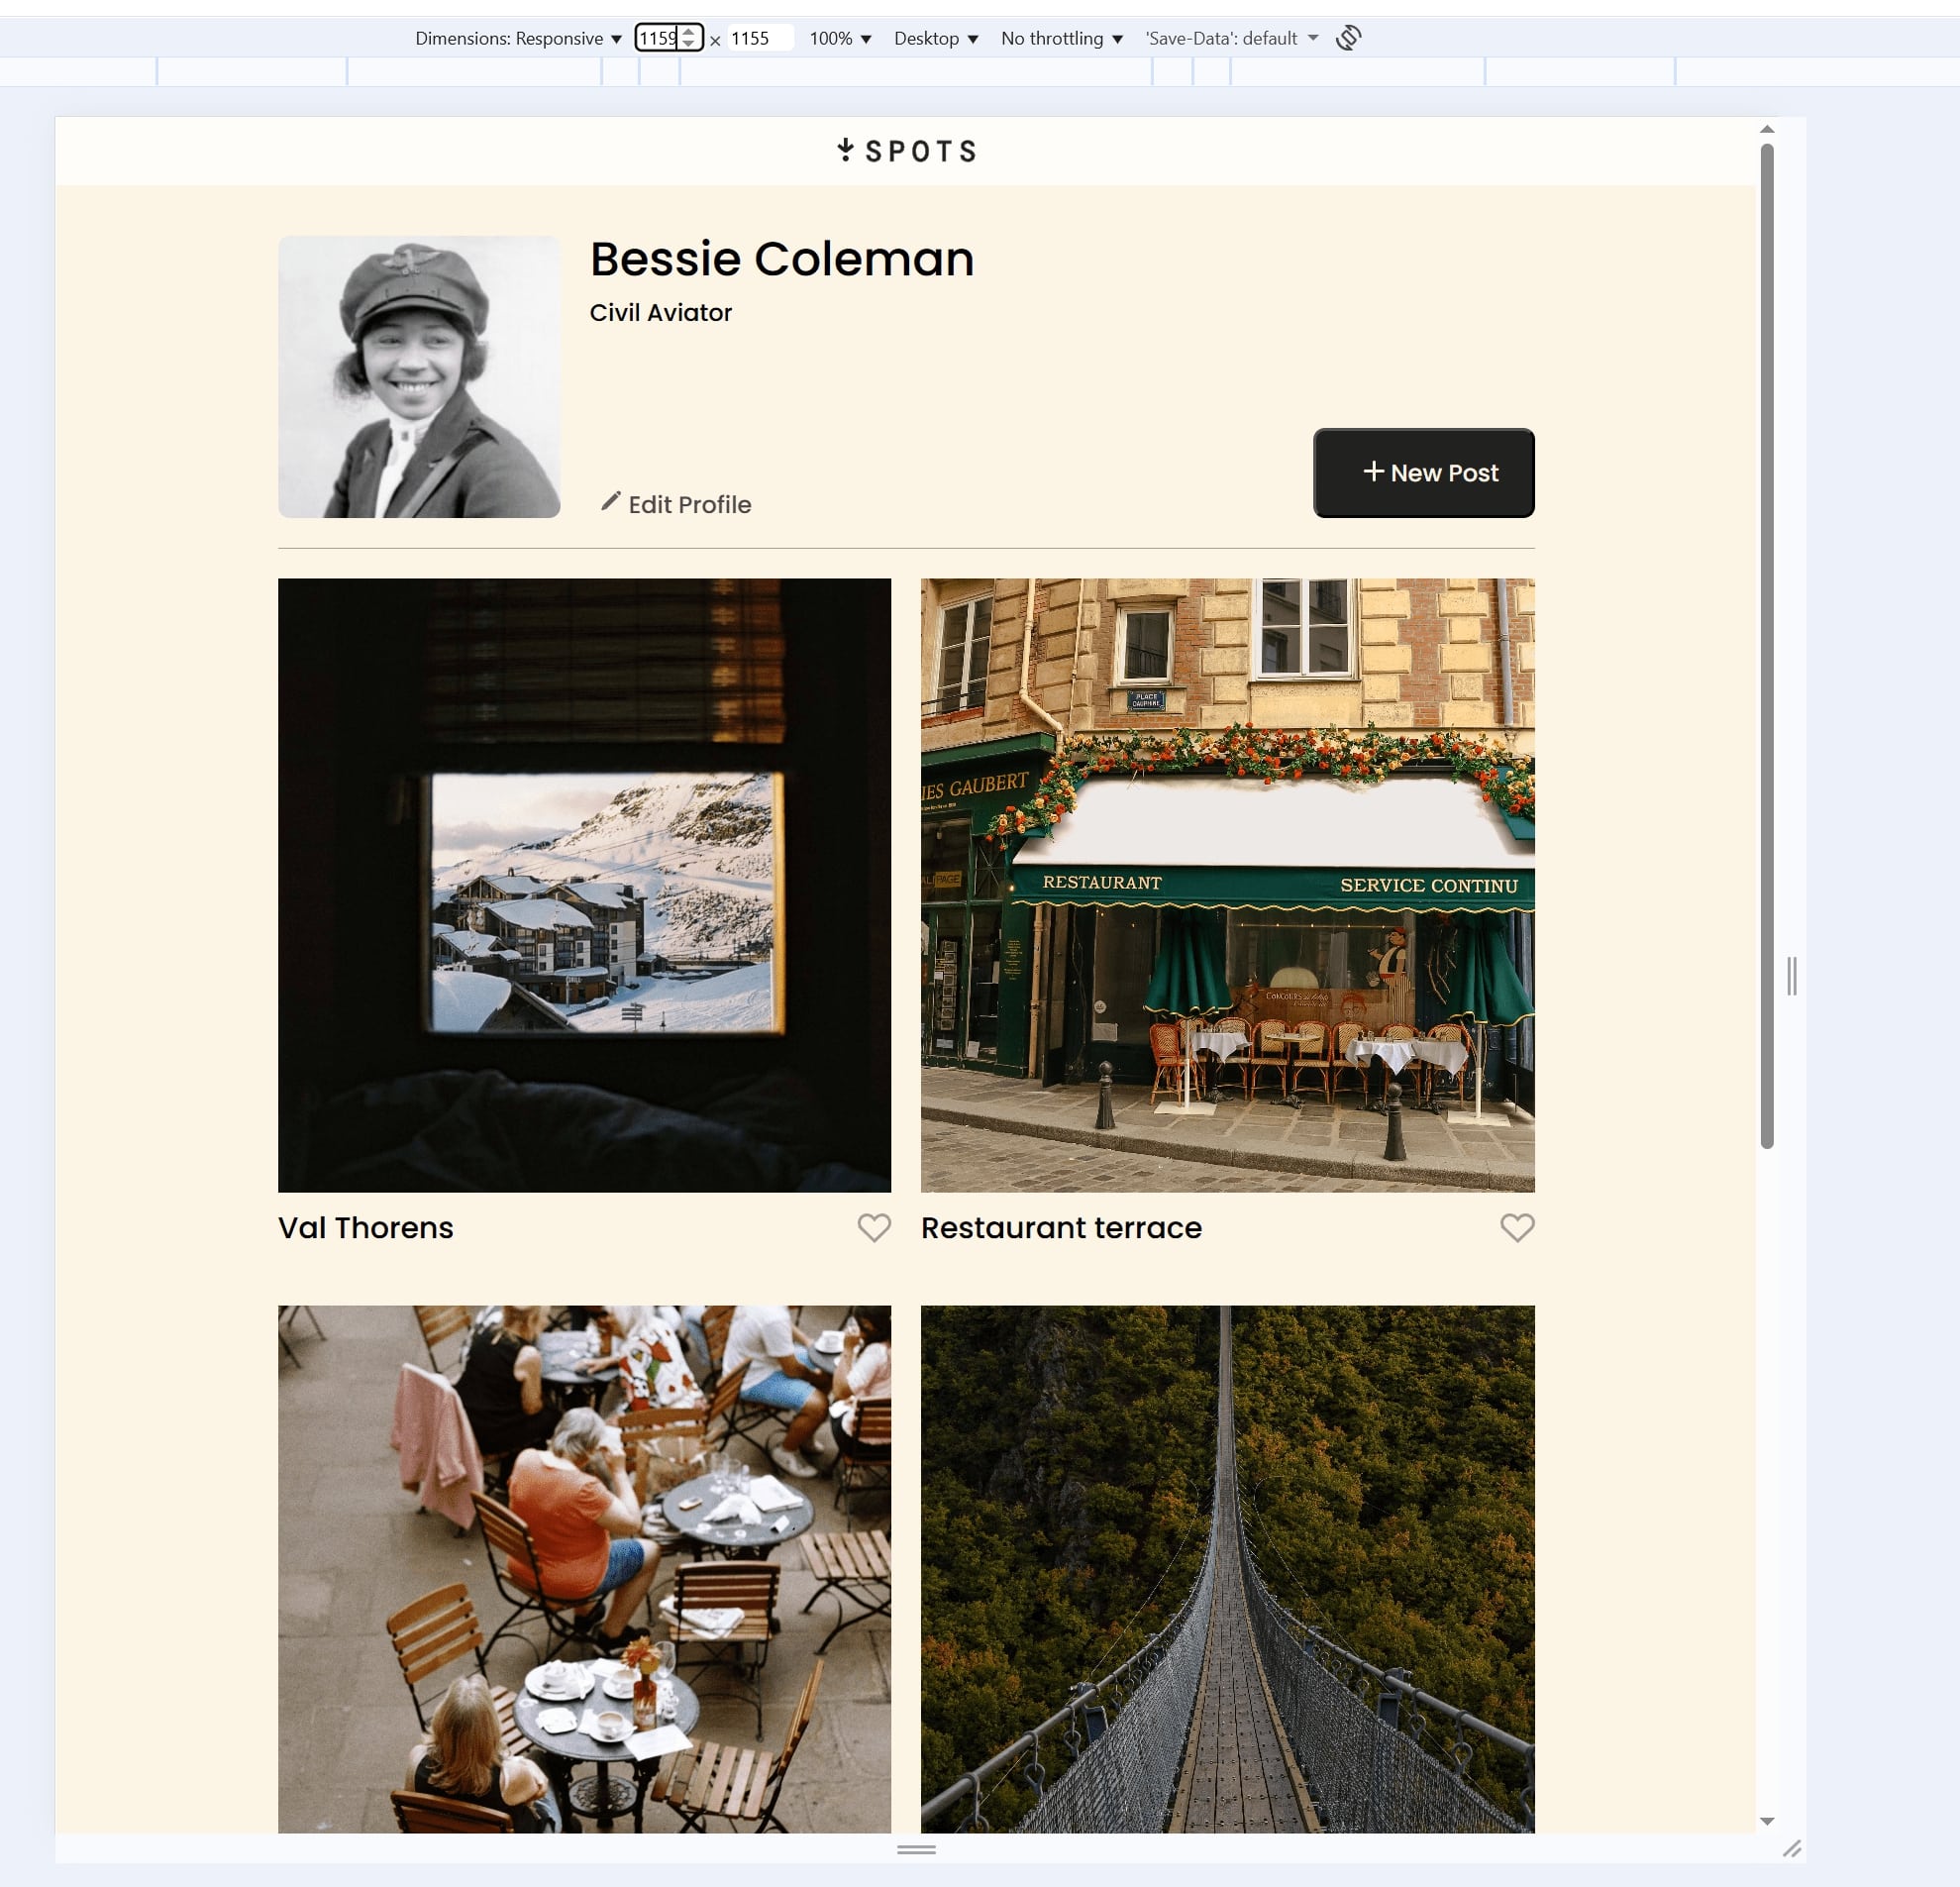 Dimensions: Responsive 1159 × 1155 100% Desktop No throttling 'Save-Data': default
SPOTS
Bessie Coleman
Civil Aviator
Edit Profile
New Post
PLACE
DAUPHINE
IES GAUBERT
RESTAURANT
SERVICE CONTINU
CONCOURS
Val Thorens
Restaurant terrace